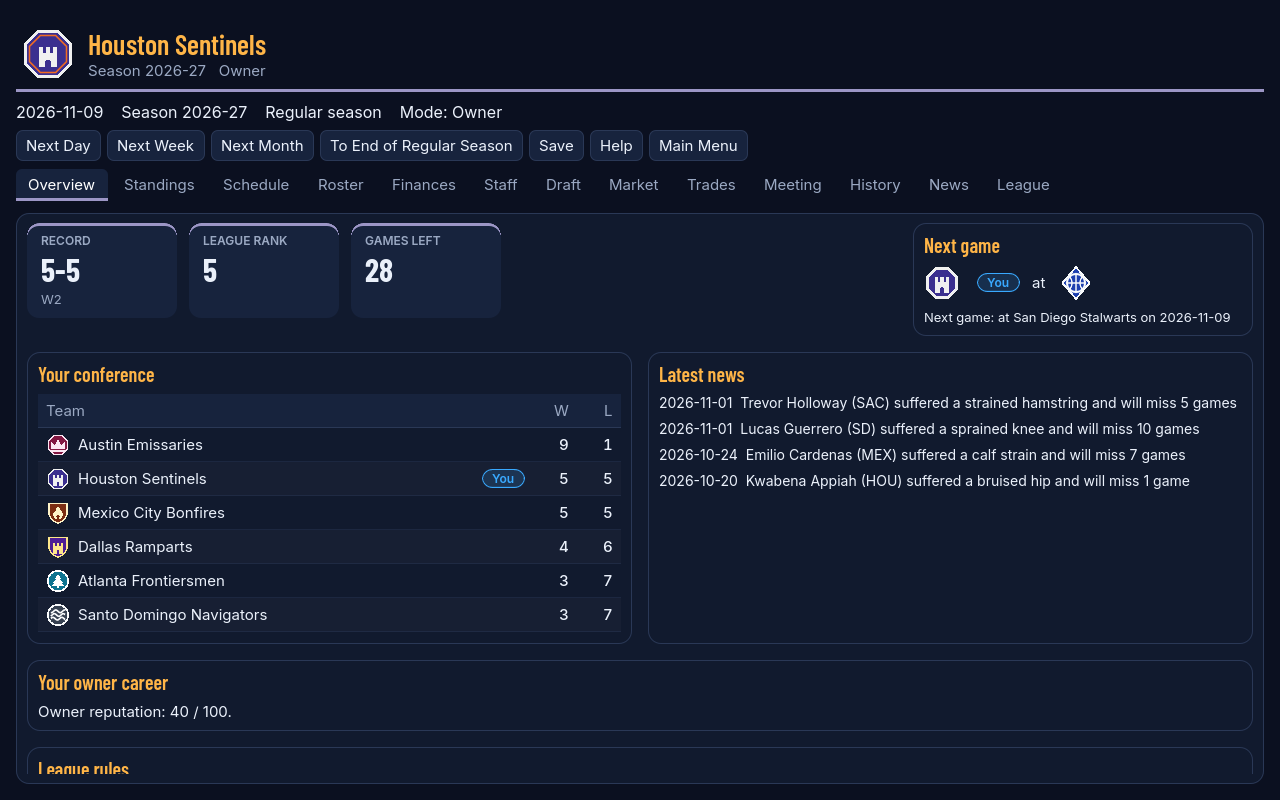 Houston Sentinels
Season 2026-27 Owner
2026-11-09 Season 2026-27 Regular season Mode: Owner
Next Day Next Week Next Month To End of Regular Season Save Help Main Menu
Overview Standings Schedule Roster Finances Staff Draft Market Trades Meeting History News League
RECORD
5-5
W2
LEAGUE RANK
5
GAMES LEFT
28
Next game
You at
Next game: at San Diego Stalwarts on 2026-11-09
Your conference
Team W L
Austin Emissaries 9 1
Houston Sentinels You 5 5
Mexico City Bonfires 5 5
Dallas Ramparts 4 6
Atlanta Frontiersmen 3 7
Santo Domingo Navigators 3 7
Latest news
2026-11-01 Trevor Holloway (SAC) suffered a strained hamstring and will miss 5 games
2026-11-01 Lucas Guerrero (SD) suffered a sprained knee and will miss 10 games
2026-10-24 Emilio Cardenas (MEX) suffered a calf strain and will miss 7 games
2026-10-20 Kwabena Appiah (HOU) suffered a bruised hip and will miss 1 game
Your owner career
Owner reputation: 40 / 100.
League rules